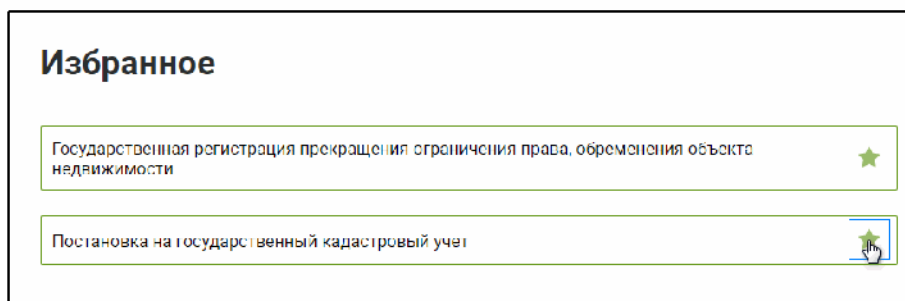 Избранное
Государственная регистрация прекращения ограничения права, обременения объекта
недвижимости
Постановка на государственный кадастровый учет